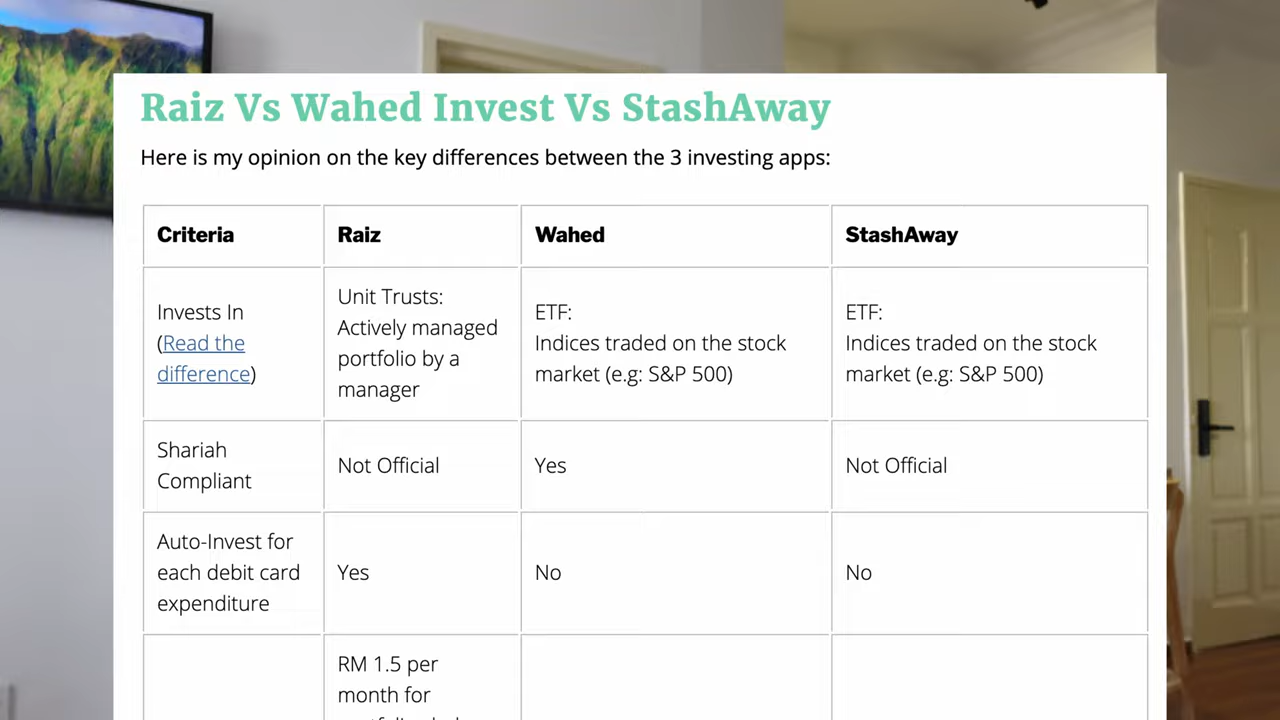 Raiz Vs Wahed Invest Vs StashAway
Here is my opinion on the key differences between the 3 investing apps:
Criteria
Raiz
Wahed
StashAway
Invests In
(Read the
difference)
Unit Trusts:
Actively managed
portfolio by a
manager
ETF:
Indices traded on the stock
market (e.g: S&P 500)
ETF:
Indices traded on the stock
market (e.g: S&P 500)
Shariah
Compliant
Not Official
Yes
Not Official
Auto-Invest for
each debit card
expenditure
Yes
No
No
RM 1.5 per
month for